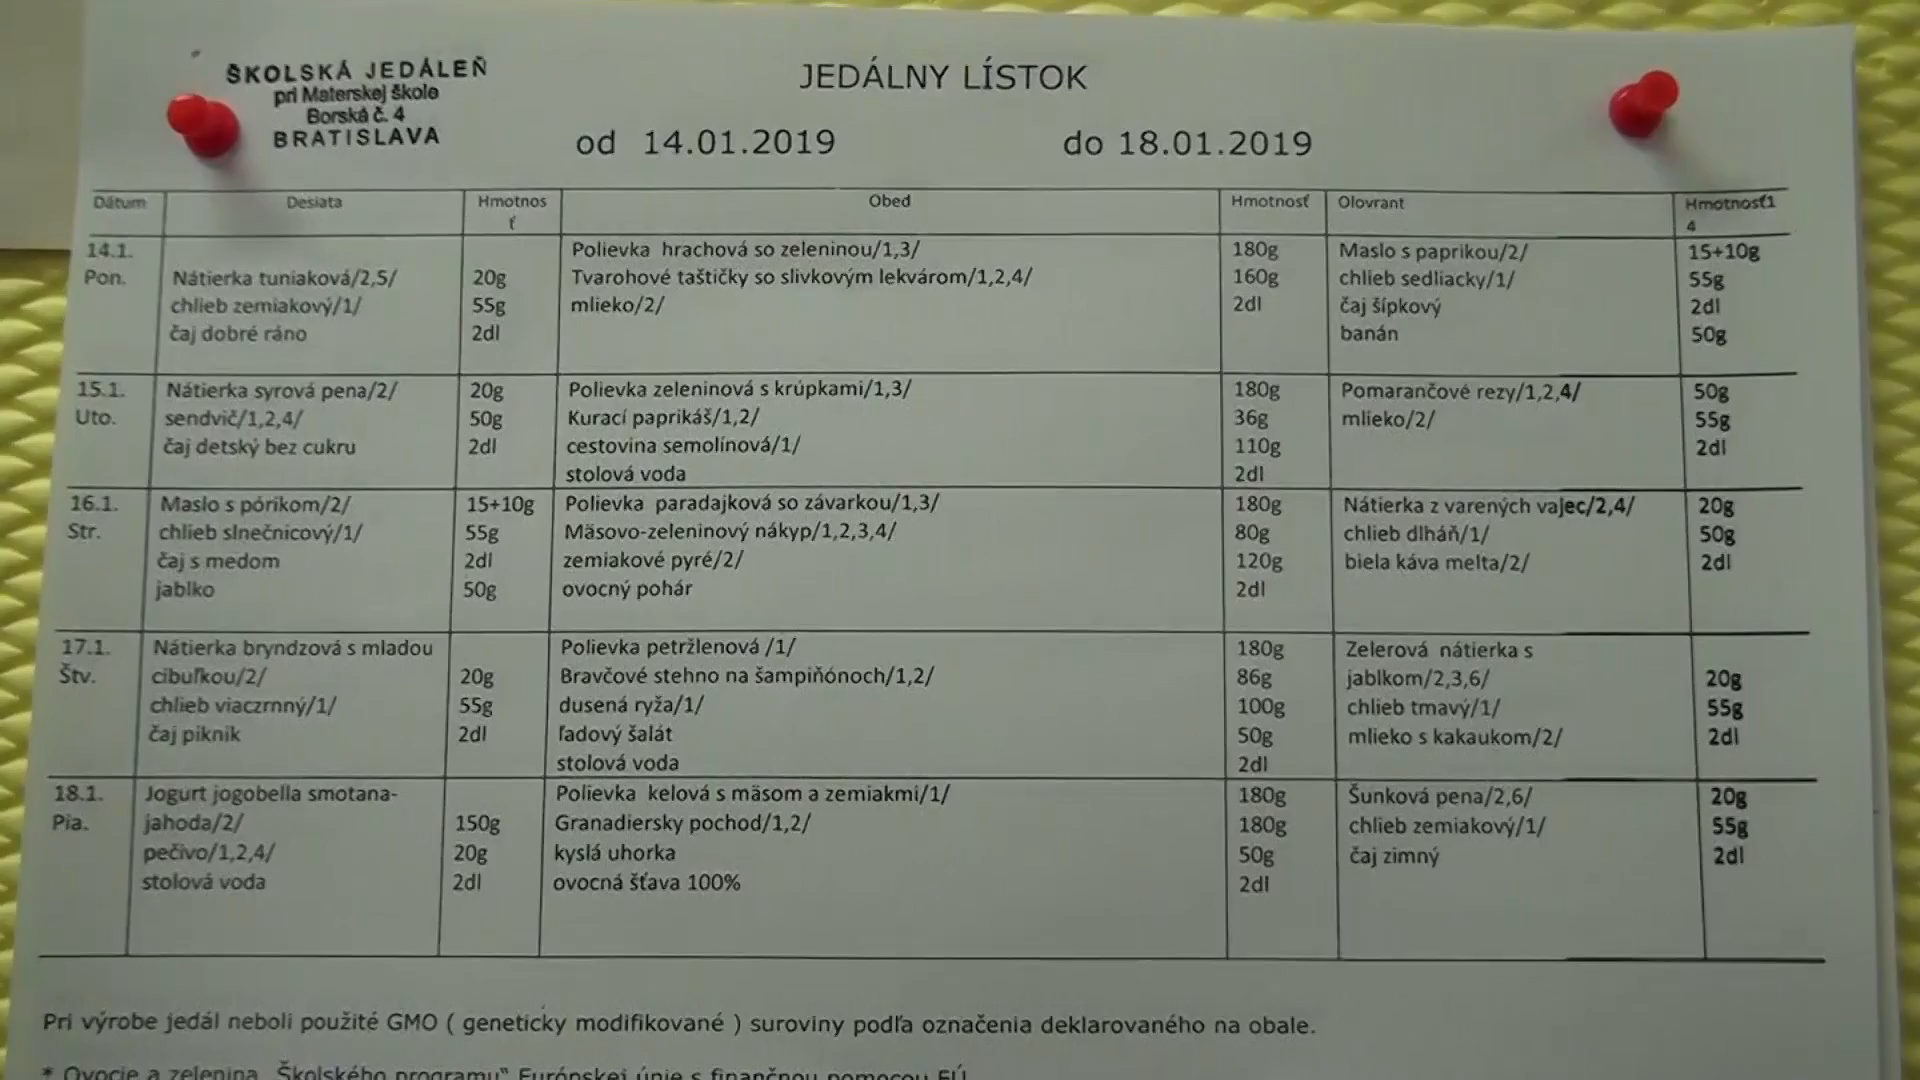 ŠKOLSKÁ JEDÁLEŇ
pri Materskej škole
Borská č. 4
BRATISLAVA
JEDÁLNY LÍSTOK
od 14.01.2019 do 18.01.2019
Dátum Desiata Hmotnosť Obed Hmotnosť Olovrant Hmotnosť14
14.1. Polievka hrachová so zeleninou/1,3/ 180g Maslo s paprikou/2/ 15+10g
Pon. Nátierka tuniaková/2,5/ 20g Tvarohové taštičky so slivkovým lekvárom/1,2,4/ 160g chlieb sedliacky/1/ 55g
chlieb zemiakový/1/ 55g mlieko/2/ 2dl čaj šípkový 2dl
čaj dobré ráno 2dl banán 50g
15.1. Nátierka syrová pena/2/ 20g Polievka zeleninová s krúpkami/1,3/ 180g Pomarančové rezy/1,2,4/ 50g
Uto. sendvič/1,2,4/ 50g Kurací paprikáš/1,2/ 36g mlieko/2/ 55g
čaj detský bez cukru 2dl cestovina semolínová/1/ 110g 2dl
stolová voda 2dl
16.1. Maslo s pórikom/2/ 15+10g Polievka paradajková so závarkou/1,3/ 180g Nátierka z varených vajec/2,4/ 20g
Str. chlieb slnečnicový/1/ 55g Mäsovo-zeleninový nákyp/1,2,3,4/ 80g chlieb dlháň/1/ 50g
čaj s medom 2dl zemiakové pyré/2/ 120g biela káva melta/2/ 2dl
jablko 50g ovocný pohár 2dl
17.1. Nátierka bryndzová s mladou Polievka petržlenová /1/ 180g Zelerová nátierka s
Štv. cibuľkou/2/ 20g Bravčové stehno na šampiňónoch/1,2/ 86g jablkom/2,3,6/ 20g
chlieb viaczrnný/1/ 55g dusená ryža/1/ 100g chlieb tmavý/1/ 55g
čaj piknik 2dl ľadový šalát 50g mlieko s kakaukom/2/ 2dl
stolová voda 2dl
18.1. Jogurt jogobella smotana- Polievka kelová s mäsom a zemiakmi/1/ 180g Šunková pena/2,6/ 20g
Pia. jahoda/2/ 150g Granadiersky pochod/1,2/ 180g chlieb zemiakový/1/ 55g
pečivo/1,2,4/ 20g kyslá uhorka 50g čaj zimný 2dl
stolová voda 2dl ovocná šťava 100% 2dl
Pri výrobe jedál neboli použité GMO ( geneticky modifikované ) suroviny podľa označenia deklarovaného na obale.
* Ovocie a zelenina „Školského programu" Európskej únie s finančnou pomocou EÚ